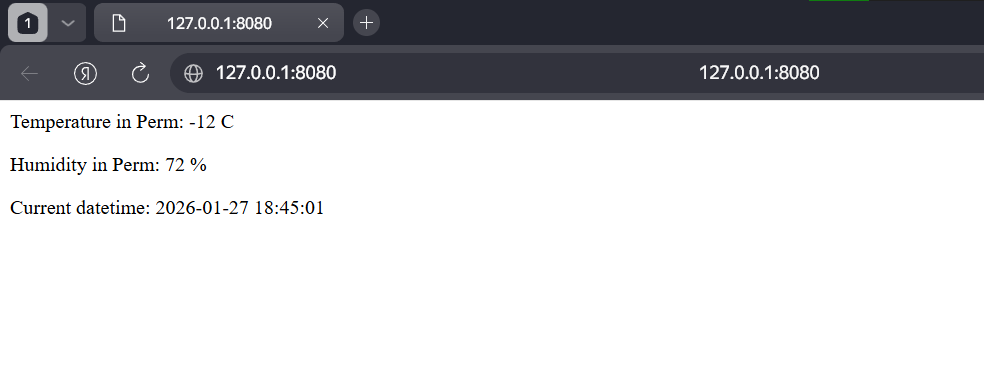 1
127.0.0.1:8080
Я
127.0.0.1:8080
127.0.0.1:8080
Temperature in Perm: -12 C
Humidity in Perm: 72 %
Current datetime: 2026-01-27 18:45:01